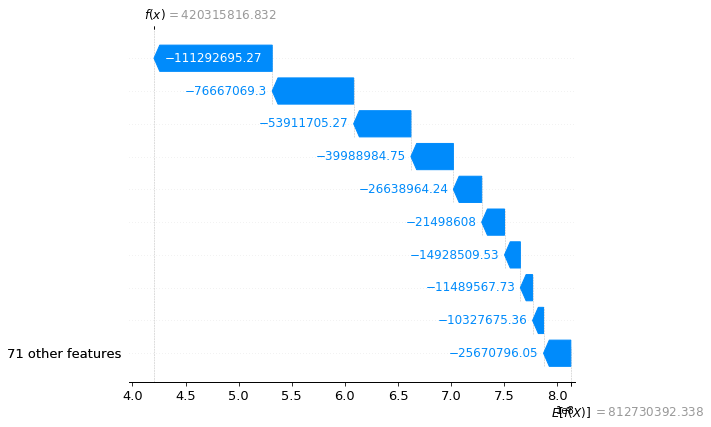 f(x) = 420315816.832
−111292695.27
−76667069.3
−53911705.27
−39988984.75
−26638964.24
−21498608
−14928509.53
−11489567.73
−10327675.36
71 other features −25670796.05
4.0 4.5 5.0 5.5 6.0 6.5 7.0 7.5 8.0
1e8
E[f(X)] = 812730392.338